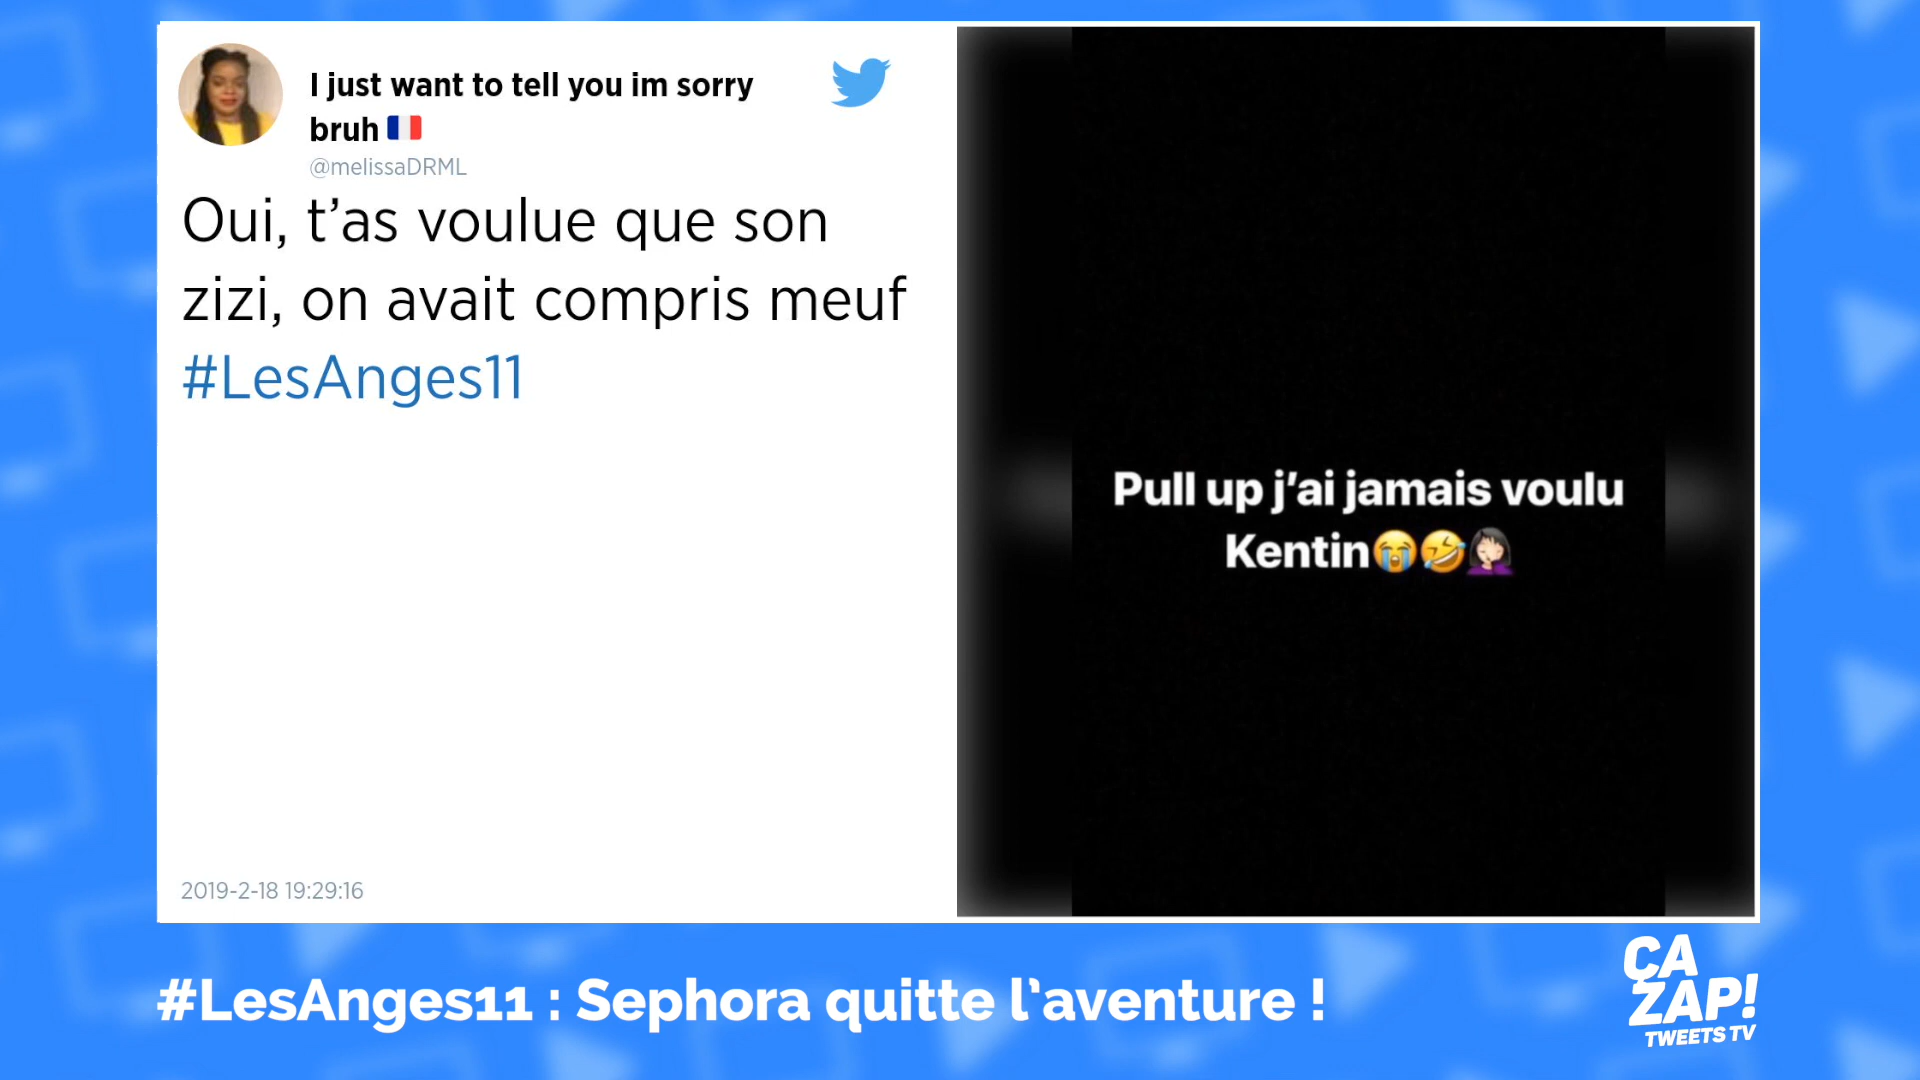 I just want to tell you im sorry
bruh🇫🇷
@melissaDRML
Oui, t’as voulue que son
zizi, on avait compris meuf
#LesAnges11
2019-2-18 19:29:16
Pull up j’ai jamais voulu
Kentin😭🤣🤦🏻‍♀️
#LesAnges11 : Sephora quitte l’aventure !
CA
ZAP!
TWEETS TV